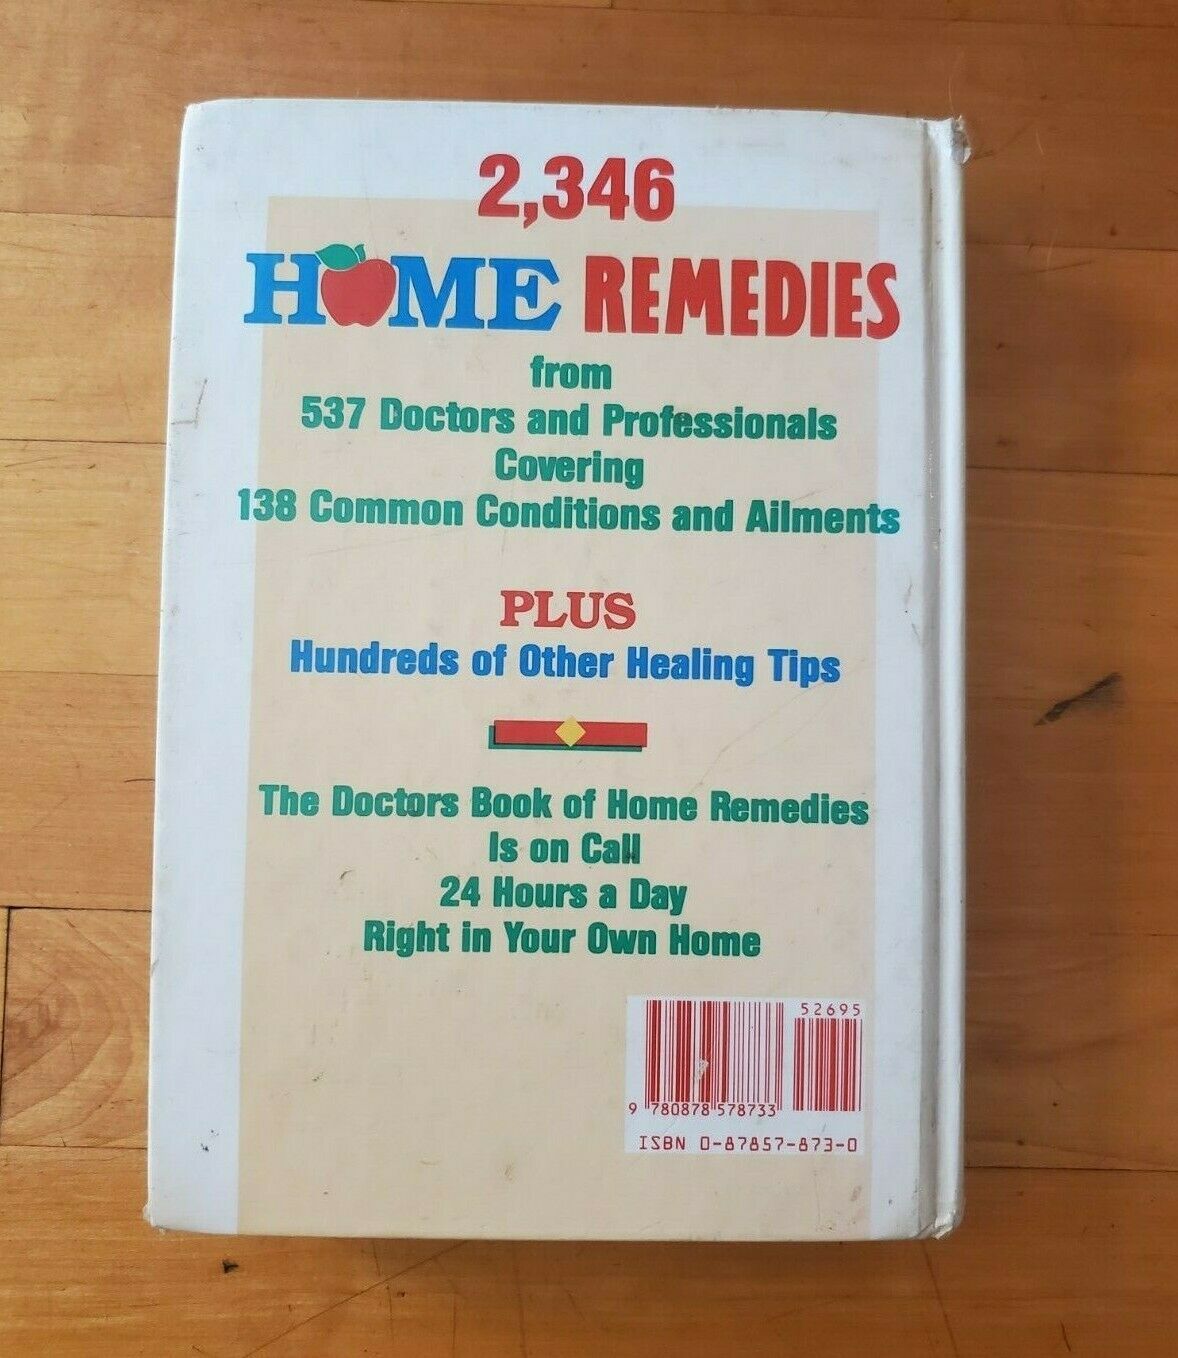 2,346
HOME REMEDIES
from
537 Doctors and Professionals
Covering
138 Common Conditions and Ailments
PLUS
Hundreds of Other Healing Tips
The Doctors Book of Home Remedies
Is on Call
24 Hours a Day
Right in Your Own Home
52695
9 780878 578733
ISBN 0-87857-873-0